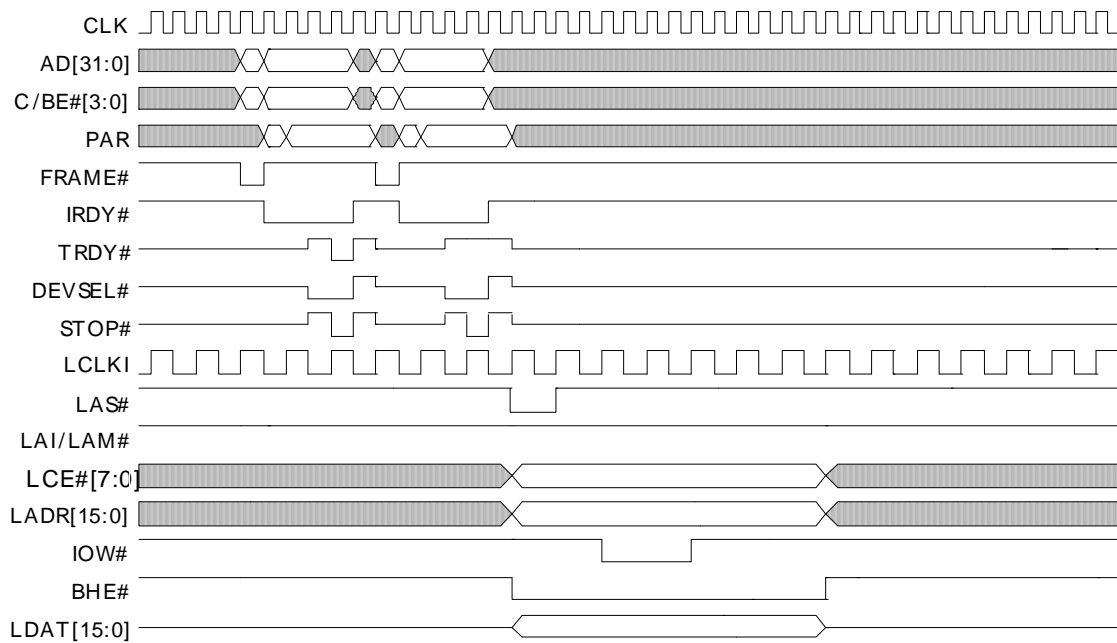 CLK
AD[31:0]
C/BE#[3:0]
PAR
FRAME#
IRDY#
TRDY#
DEVSEL#
STOP#
LCLKI
LAS#
LAI/LAM#
LCE#[7:0]
LADR[15:0]
IOW#
BHE#
LDAT[15:0]